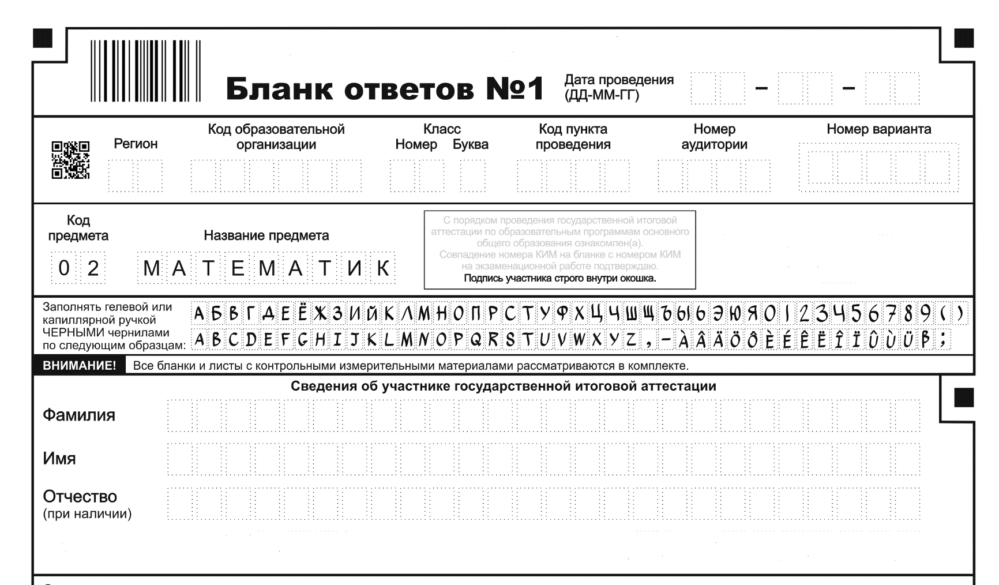 Бланк ответов №1
Дата проведения
(ДД-ММ-ГГ)
– –
Регион
Код образовательной
организации
Класс
Номер Буква
Код пункта
проведения
Номер
аудитории
Номер варианта
Код
предмета
Название предмета
0 2
М А Т Е М А Т И К
С порядком проведения государственной итоговой
аттестации по образовательным программам основного
общего образования ознакомлен(а).
Совпадение номера КИМ на бланке с номером КИМ
на экзаменационной работе подтверждаю.
Подпись участника строго внутри окошка.
Заполнять гелевой или
капиллярной ручкой
ЧЕРНЫМИ чернилами
по следующим образцам:
А Б В Г Д Е Ё Ж З И Й К Л М Н О П Р С Т У Ф Х Ц Ч Ш Щ Ъ Ы Ь Э Ю Я 0 1 2 3 4 5 6 7 8 9 ( )
A B C D E F G H I J K L M N O P Q R S T U V W X Y Z , - À Â Ä Ö Ô È É Ê Ë Î Ï Û Ù Ü β ;
ВНИМАНИЕ! Все бланки и листы с контрольными измерительными материалами рассматриваются в комплекте.
Сведения об участнике государственной итоговой аттестации
Фамилия
Имя
Отчество
(при наличии)